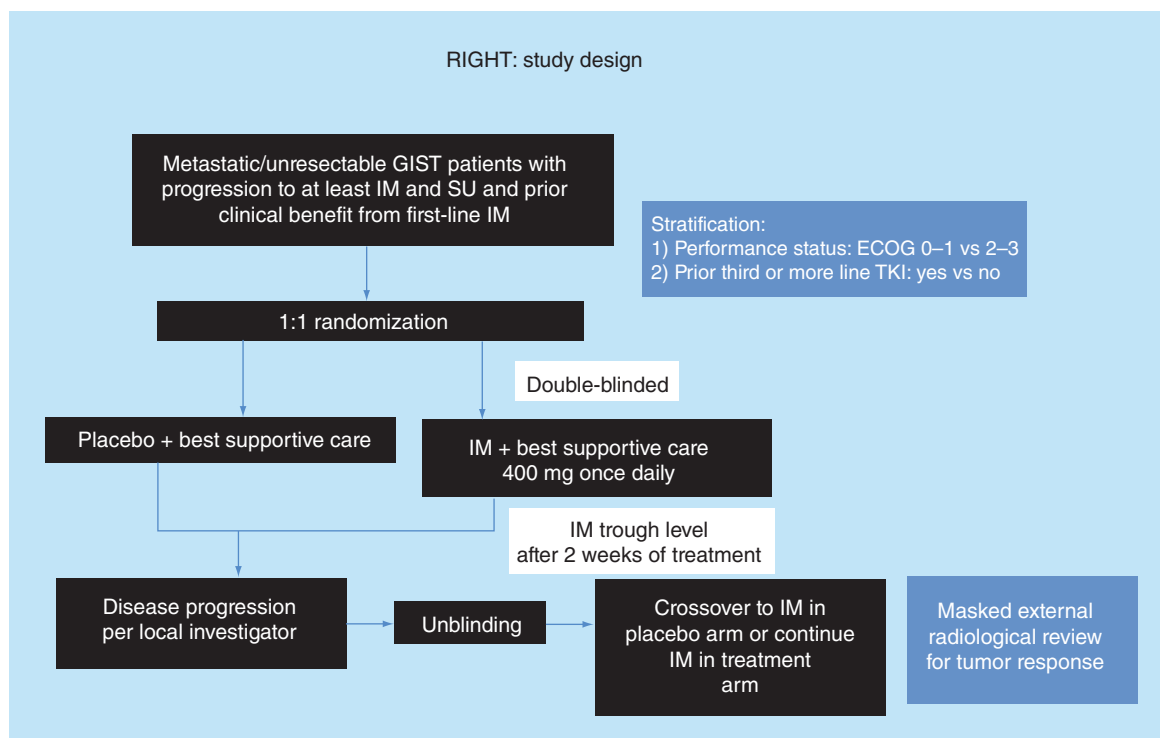 RIGHT: study design
Metastatic/unresectable GIST patients with
progression to at least IM and SU and prior
clinical benefit from first-line IM
Stratification:
1) Performance status: ECOG 0–1 vs 2–3
2) Prior third or more line TKI: yes vs no
1:1 randomization
Double-blinded
Placebo + best supportive care
IM + best supportive care
400 mg once daily
IM trough level
after 2 weeks of treatment
Disease progression
per local investigator
Unblinding
Crossover to IM in
placebo arm or continue
IM in treatment
arm
Masked external
radiological review
for tumor response